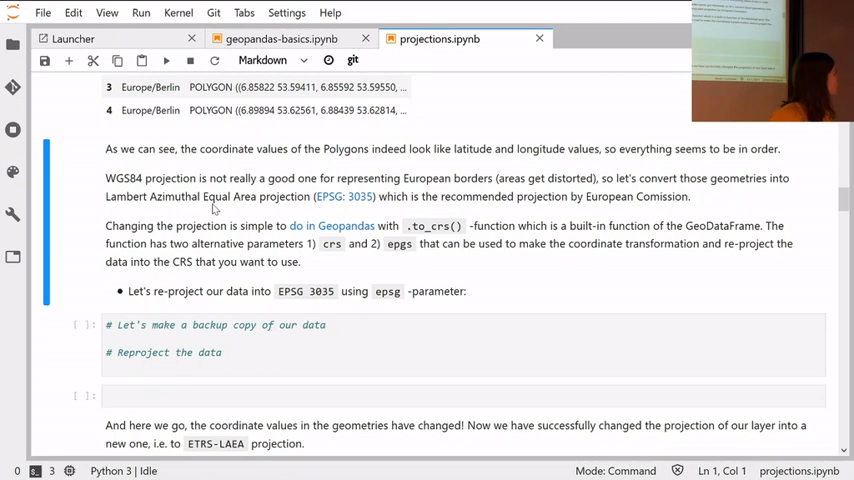 File Edit View Run Kernel Git Tabs Settings Help
Launcher geopandas-basics.ipynb projections.ipynb
Markdown git
3 Europe/Berlin POLYGON ((6.85822 53.59411, 6.85592 53.59550, ...
4 Europe/Berlin POLYGON ((6.89894 53.62561, 6.88439 53.62814, ...
As we can see, the coordinate values of the Polygons indeed look like latitude and longitude values, so everything seems to be in order.
WGS84 projection is not really a good one for representing European borders (areas get distorted), so let's convert those geometries into
Lambert Azimuthal Equal Area projection (EPSG: 3035) which is the recommended projection by European Comission.
Changing the projection is simple to do in Geopandas with .to_crs() -function which is a built-in function of the GeoDataFrame. The
function has two alternative parameters 1) crs and 2) epgs that can be used to make the coordinate transformation and re-project the
data into the CRS that you want to use.
• Let's re-project our data into EPSG 3035 using epsg -parameter:
[ ]: # Let's make a backup copy of our data
# Reproject the data
[ ]:
And here we go, the coordinate values in the geometries have changed! Now we have successfully changed the projection of our layer into a
new one, i.e. to ETRS-LAEA projection.
0 3 Python 3 | Idle Mode: Command Ln 1, Col 1 projections.ipynb